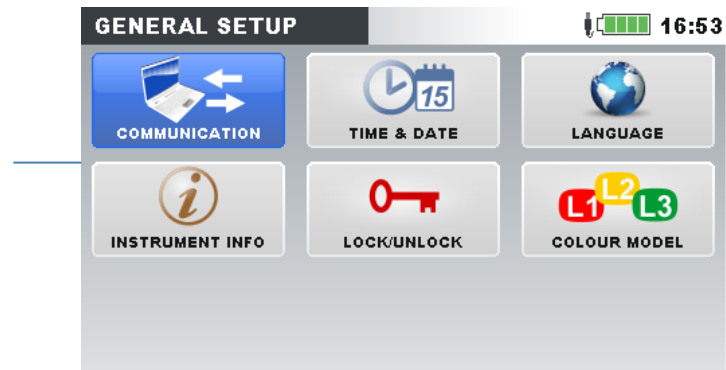 GENERAL SETUP 16:53
15
COMMUNICATION TIME & DATE LANGUAGE
i L1 L2 L3
INSTRUMENT INFO LOCK/UNLOCK COLOUR MODEL